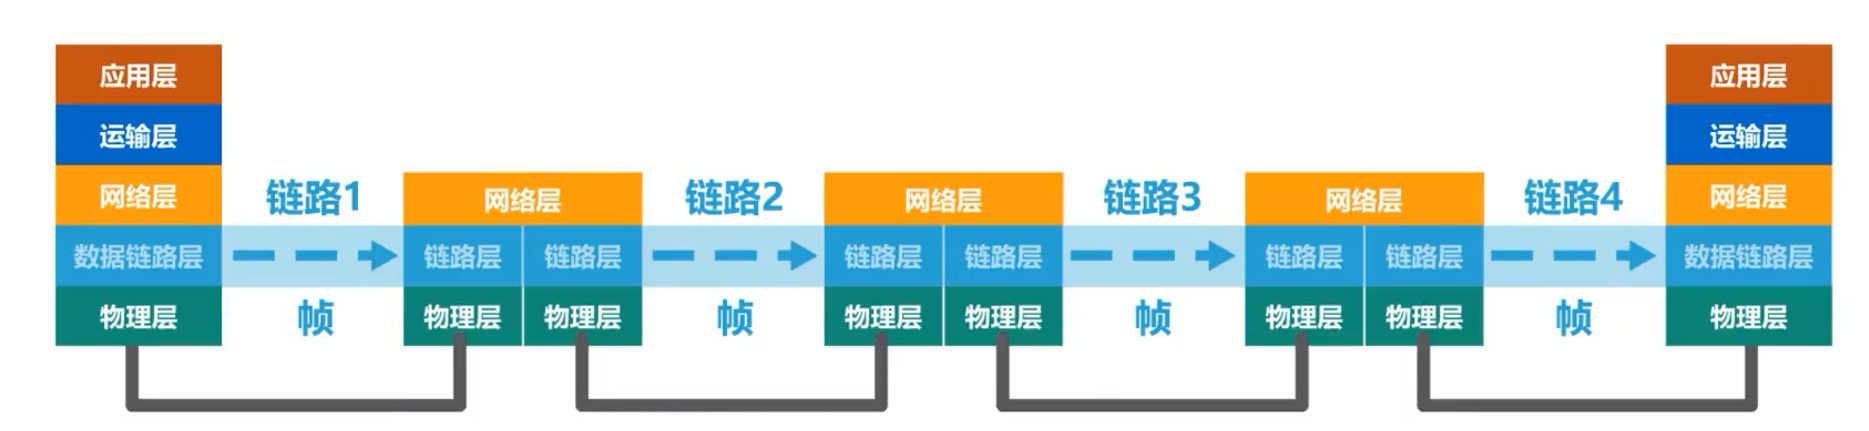 应用层
运输层
网络层
数据链路层
物理层
链路1
帧
网络层
链路层 链路层
物理层 物理层
链路2
帧
网络层
链路层 链路层
物理层 物理层
链路3
帧
网络层
链路层 链路层
物理层 物理层
链路4
帧
应用层
运输层
网络层
数据链路层
物理层